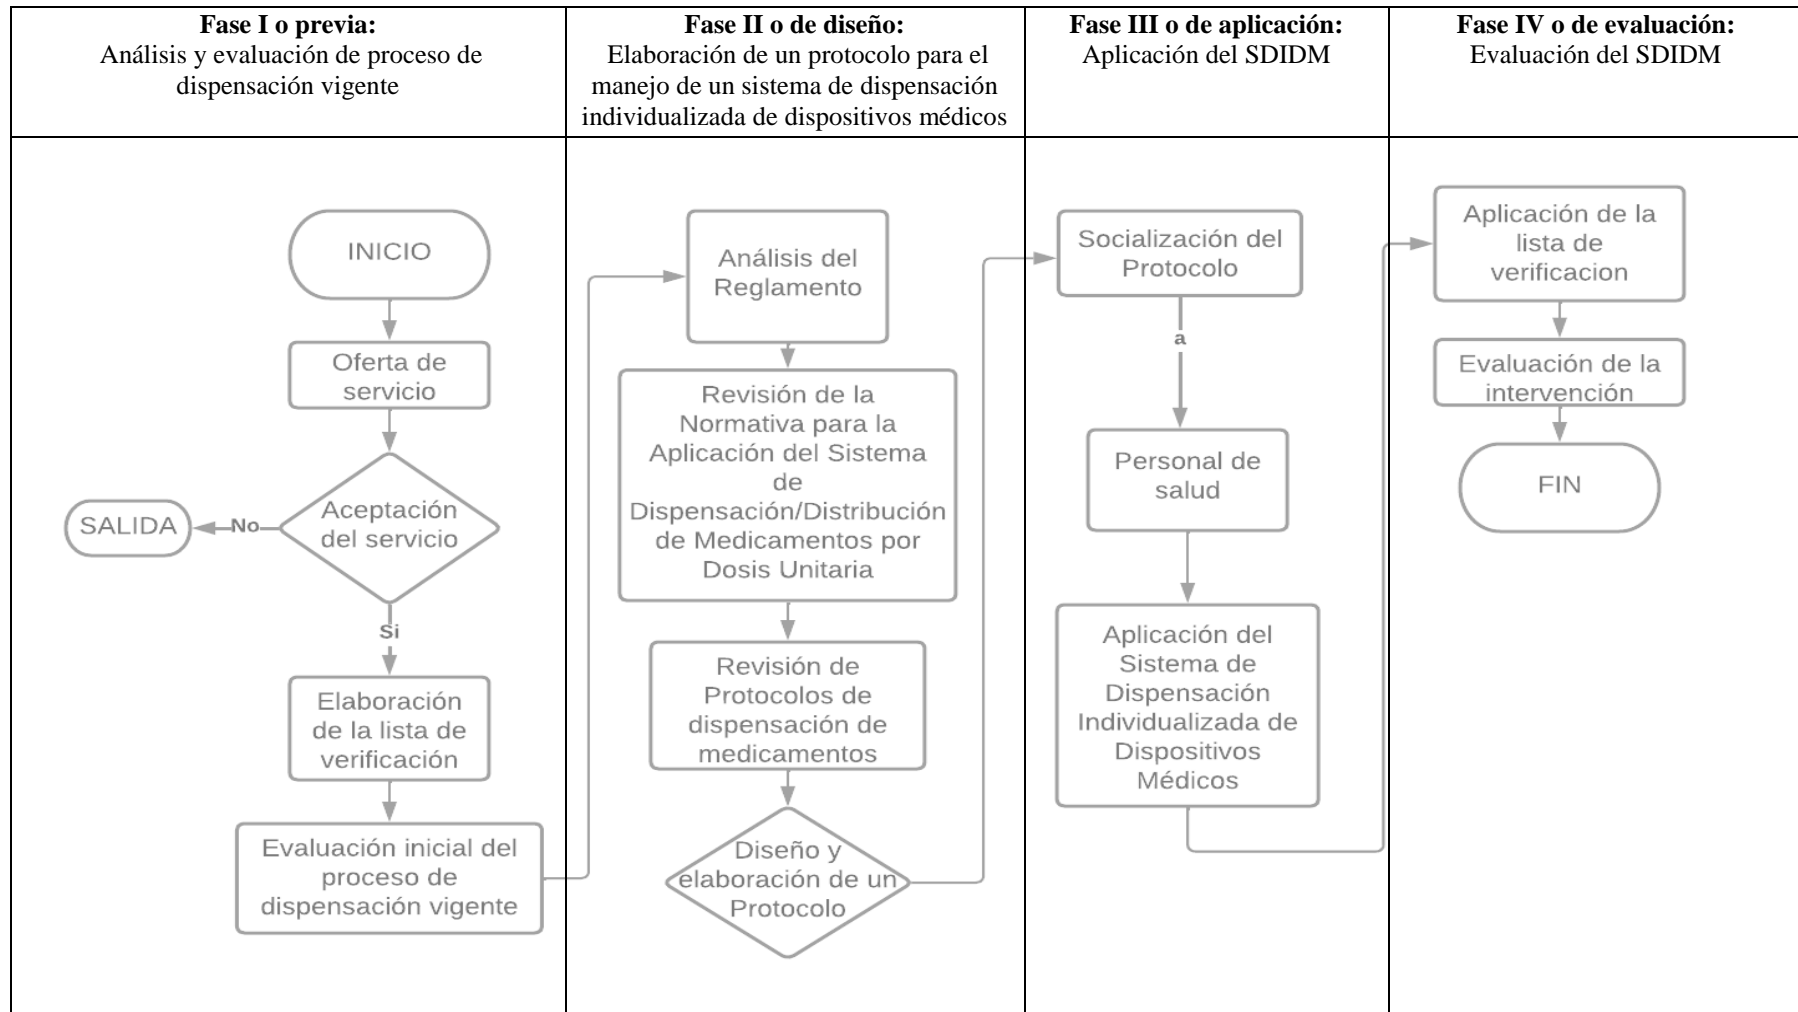 Fase I o previa:
Análisis y evaluación de proceso de
dispensación vigente
Fase II o de diseño:
Elaboración de un protocolo para el
manejo de un sistema de dispensación
individualizada de dispositivos médicos
Fase III o de aplicación:
Aplicación del SDIDM
Fase IV o de evaluación:
Evaluación del SDIDM
INICIO
Oferta de
servicio
Aceptación
del servicio
No
SALIDA
Si
Elaboración
de la lista de
verificación
Evaluación inicial del
proceso de
dispensación vigente
Análisis del
Reglamento
Revisión de la
Normativa para la
Aplicación del Sistema
de
Dispensación/Distribución
de Medicamentos por
Dosis Unitaria
Revisión de
Protocolos de
dispensación de
medicamentos
Diseño y
elaboración de un
Protocolo
Socialización del
Protocolo
a
Personal de
salud
Aplicación del
Sistema de
Dispensación
Individualizada de
Dispositivos
Médicos
Aplicación de la
lista de
verificacion
Evaluación de la
intervención
FIN